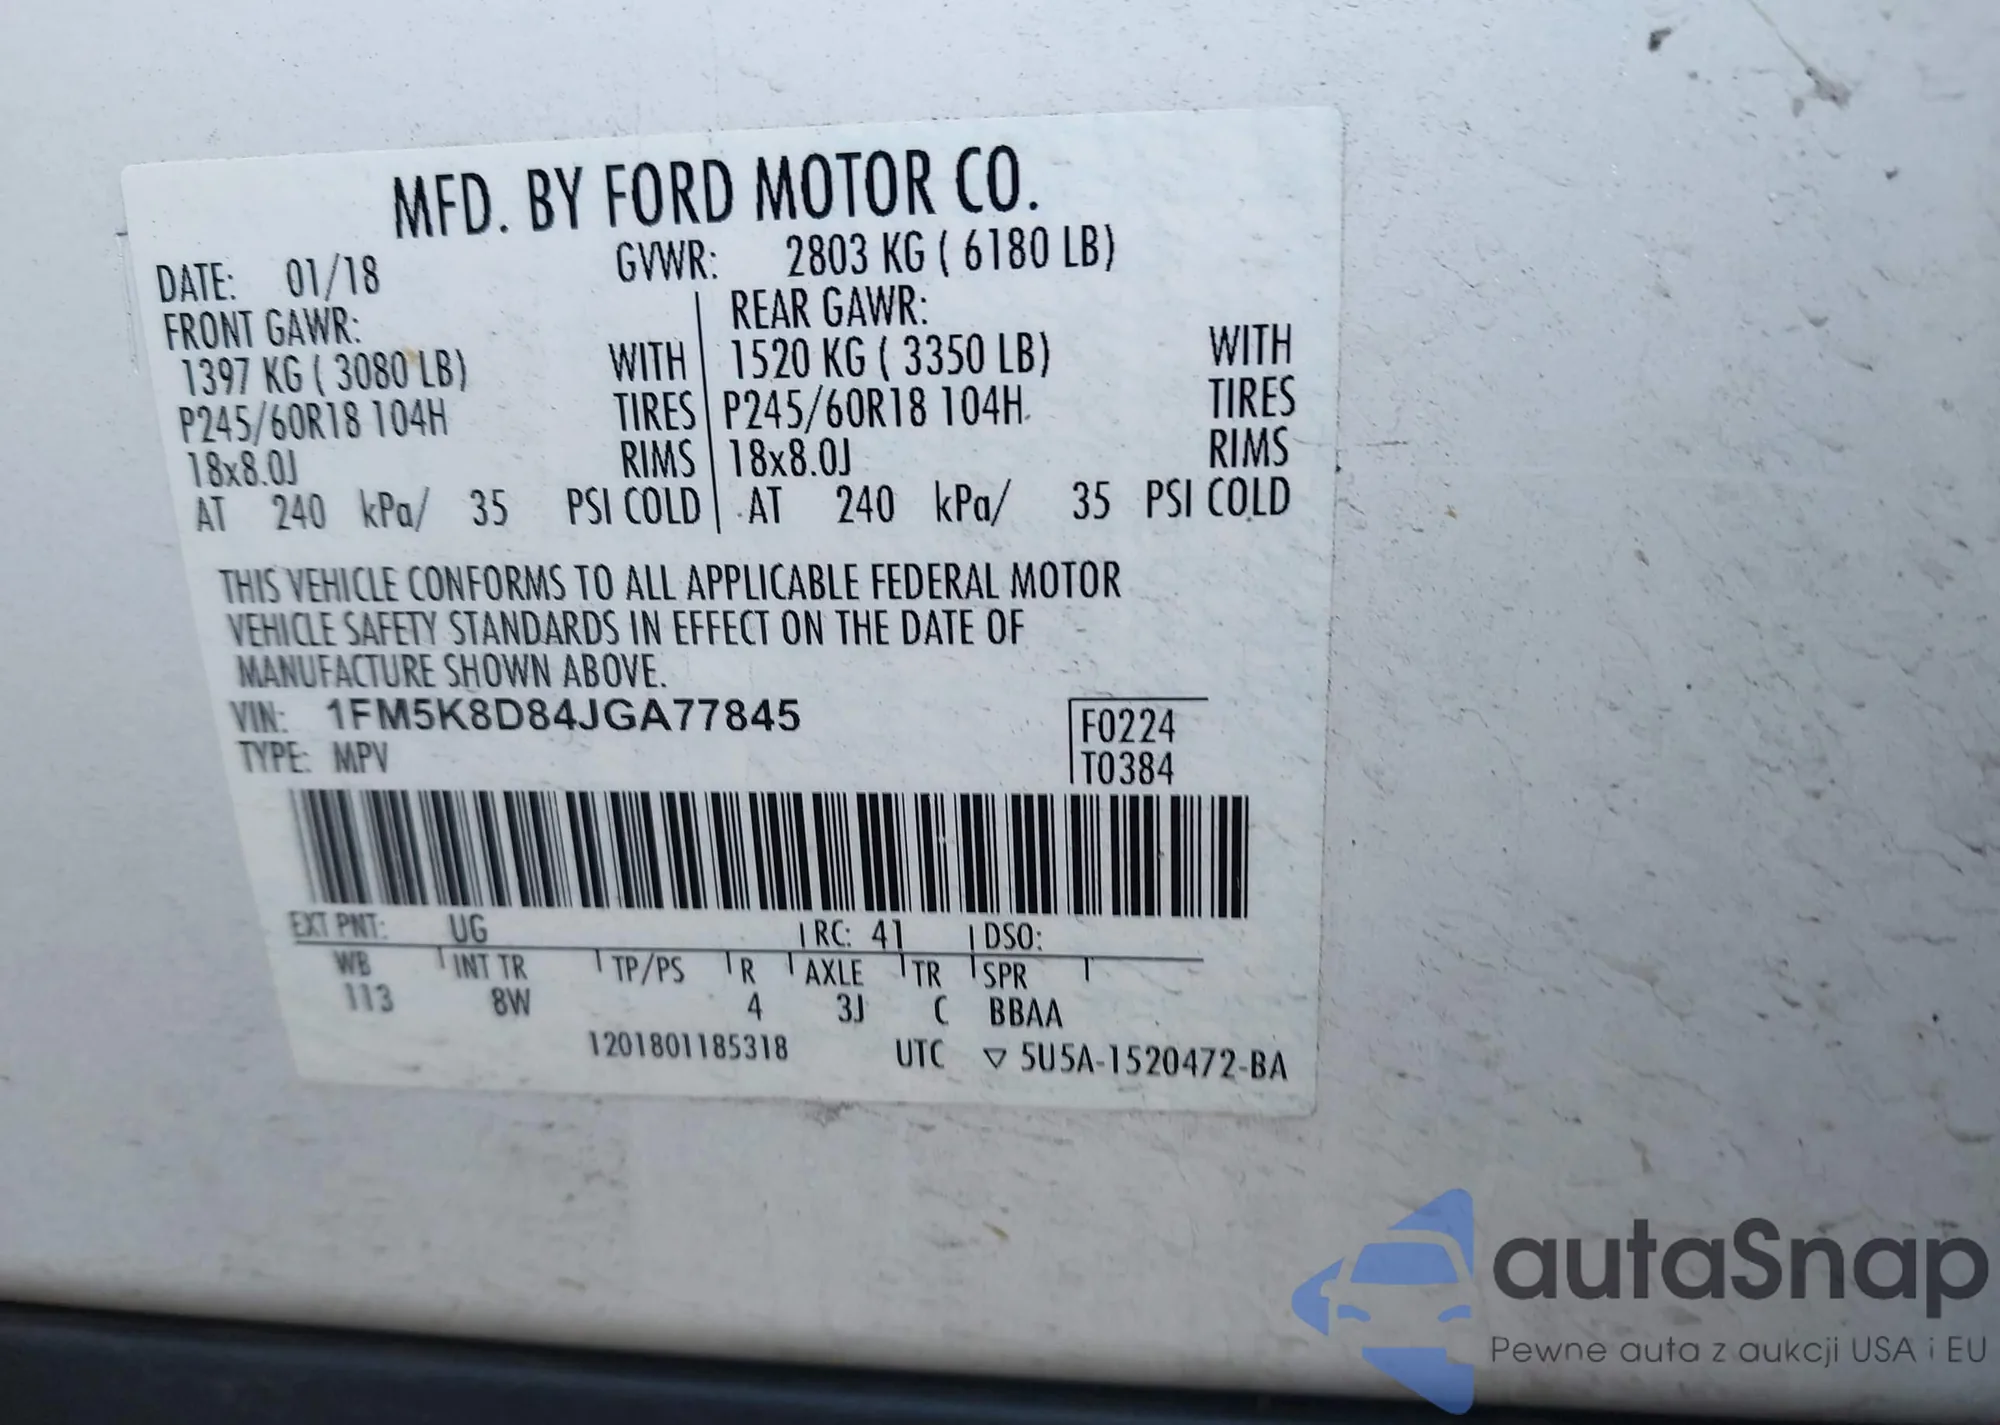 MFD. BY FORD MOTOR CO.
DATE: 01/18 GVWR: 2803 KG ( 6180 LB)
FRONT GAWR: REAR GAWR:
1397 KG ( 3080 LB) WITH 1520 KG ( 3350 LB) WITH
P245/60R18 104H TIRES P245/60R18 104H TIRES
18x8.0J RIMS 18x8.0J RIMS
AT 240 kPa/ 35 PSI COLD AT 240 kPa/ 35 PSI COLD
THIS VEHICLE CONFORMS TO ALL APPLICABLE FEDERAL MOTOR
VEHICLE SAFETY STANDARDS IN EFFECT ON THE DATE OF
MANUFACTURE SHOWN ABOVE.
VIN: 1FM5K8D84JGA77845 F0224
TYPE: MPV T0384
EXT PNT: UG RC: 41 DSO:
WB INT TR TP/PS R AXLE TR SPR
113 8W 4 3J C BBAA
1201801185318 UTC ▽ 5U5A-1520472-BA
autaSnap
Pewne auta z aukcji USA i EU